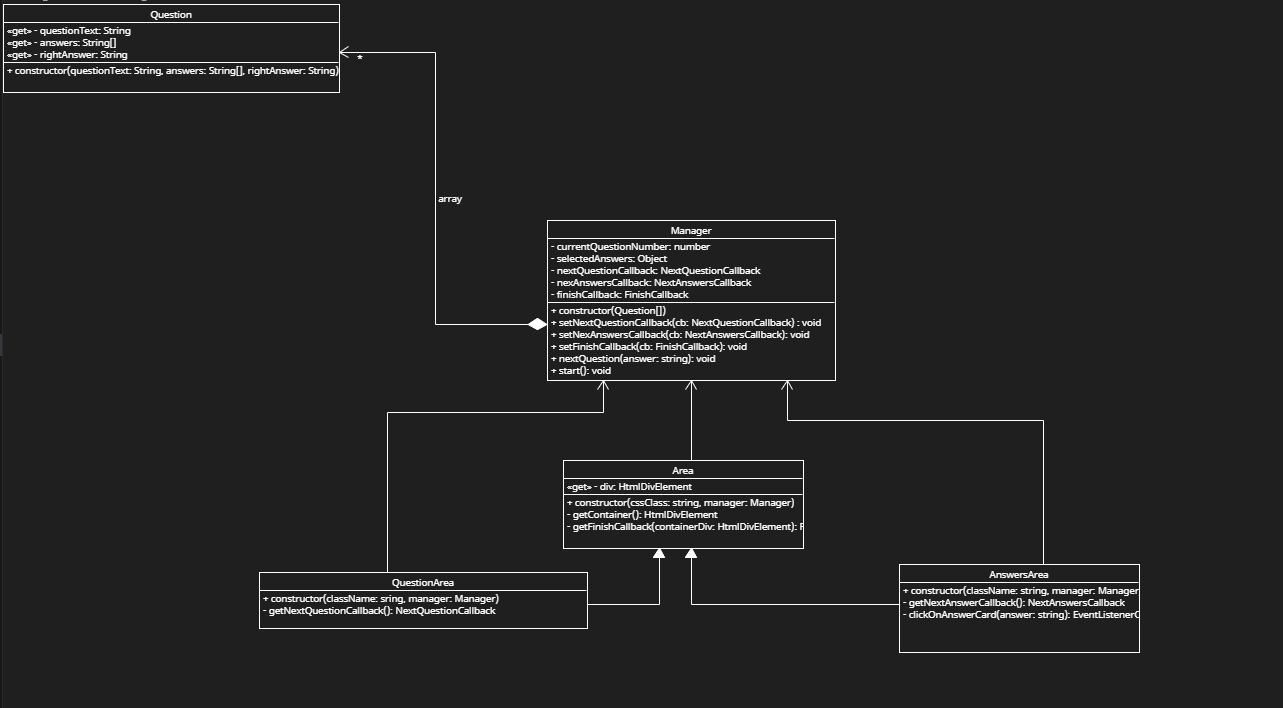 Question
«get» - questionText: String
«get» - answers: String[]
«get» - rightAnswer: String
+ constructor(questionText: String, answers: String[], rightAnswer: String)
*
array
Manager
- currentQuestionNumber: number
- selectedAnswers: Object
- nextQuestionCallback: NextQuestionCallback
- nexAnswersCallback: NextAnswersCallback
- finishCallback: FinishCallback
+ constructor(Question[])
+ setNextQuestionCallback(cb: NextQuestionCallback) : void
+ setNexAnswersCallback(cb: NextAnswersCallback): void
+ setFinishCallback(cb: FinishCallback): void
+ nextQuestion(answer: string): void
+ start(): void
Area
«get» - div: HtmlDivElement
+ constructor(cssClass: string, manager: Manager)
- getContainer(): HtmlDivElement
- getFinishCallback(containerDiv: HtmlDivElement): F
QuestionArea
+ constructor(className: sring, manager: Manager)
- getNextQuestionCallback(): NextQuestionCallback
AnswersArea
+ constructor(className: string, manager: Manager
- getNextAnswerCallback(): NextAnswersCallback
- clickOnAnswerCard(answer: string): EventListenerC